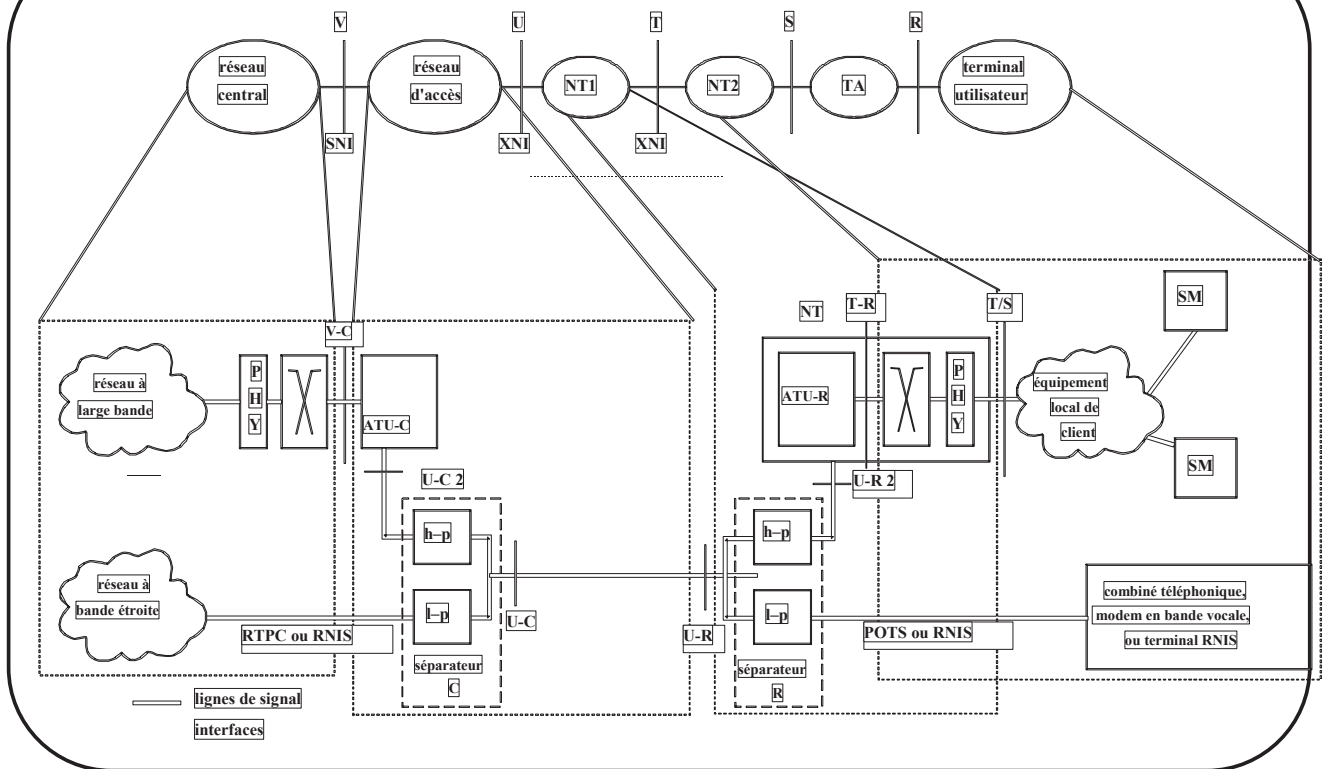 V
U
T
S
R
réseau
central
réseau
d'accès
NT1
NT2
TA
terminal
utilisateur
SNI
XNI
XNI
V-C
NT
T-R
T/S
SM
réseau à
large bande
P
H
Y
ATU-C
ATU-R
P
H
Y
équipement
local de
client
SM
U-C 2
U-R 2
h–p
h–p
réseau à
bande étroite
l–p
l–p
combiné téléphonique,
modem en bande vocale,
ou terminal RNIS
RTPC ou RNIS
U-C
U-R
POTS ou RNIS
séparateur
C
séparateur
R
lignes de signal
interfaces